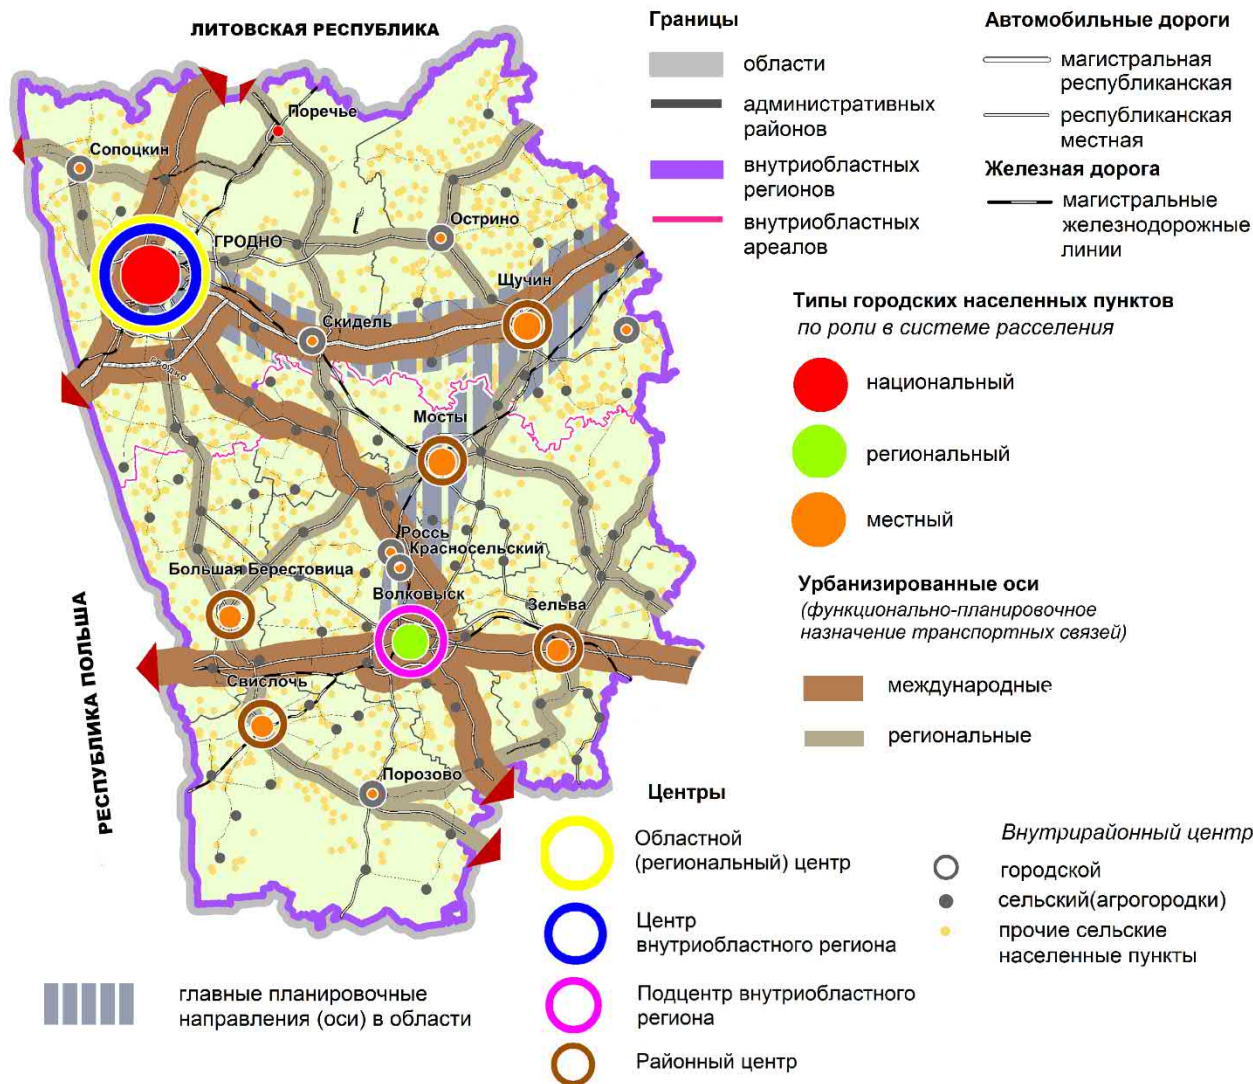 ЛИТОВСКАЯ РЕСПУБЛИКА
Поречье
Сопоцкин
Острино
ГРОДНО
Щучин
Скидель
Гродно
Мосты
Россь
Красносельский
Большая Берестовица
Волковыск
Зельва
Свислочь
Порозово
РЕСПУБЛИКА ПОЛЬША
Границы
области
административных
районов
внутриобластных
регионов
внутриобластных
ареалов
Автомобильные дороги
магистральная
республиканская
республиканская
местная
Железная дорога
магистральные
железнодорожные
линии
Типы городских населенных пунктов
по роли в системе расселения
национальный
региональный
местный
Урбанизированные оси
(функционально-планировочное
назначение транспортных связей)
международные
региональные
Центры
Областной
(региональный) центр
Центр
внутриобластного региона
Подцентр внутриобластного
региона
Районный центр
Внутрирайонный центр
городской
сельский(агрогородки)
прочие сельские
населенные пункты
главные планировочные
направления (оси) в области